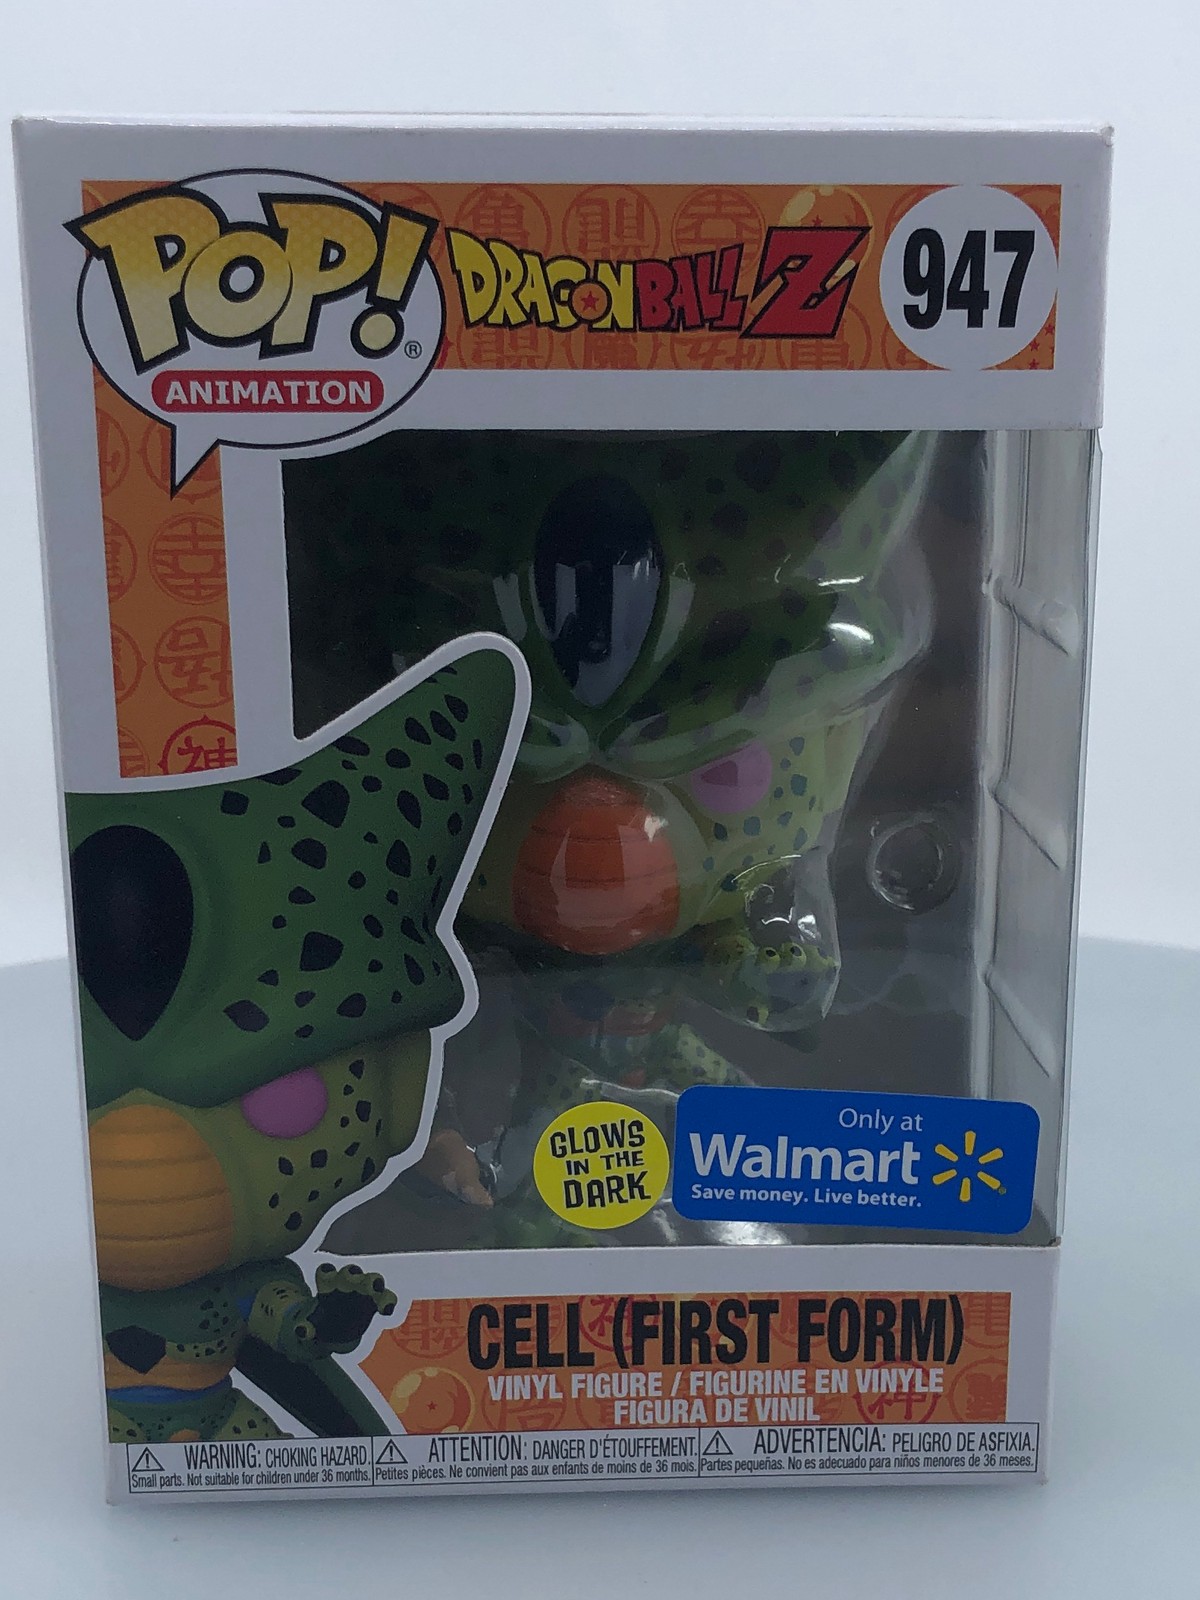 POP!®
ANIMATION
DRAGONBALL Z
947
GLOWS
IN THE
DARK
Only at
Walmart
Save money. Live better.
CELL (FIRST FORM)
VINYL FIGURE / FIGURINE EN VINYLE
FIGURA DE VINIL
WARNING: CHOKING HAZARD.
Small parts. Not suitable for children under 36 months.
ATTENTION: DANGER D'ÉTOUFFEMENT.
Petites pièces. Ne convient pas aux enfants de moins de 36 mois.
ADVERTENCIA: PELIGRO DE ASFIXIA.
Partes pequeñas. No es adecuado para niños menores de 36 meses.
神